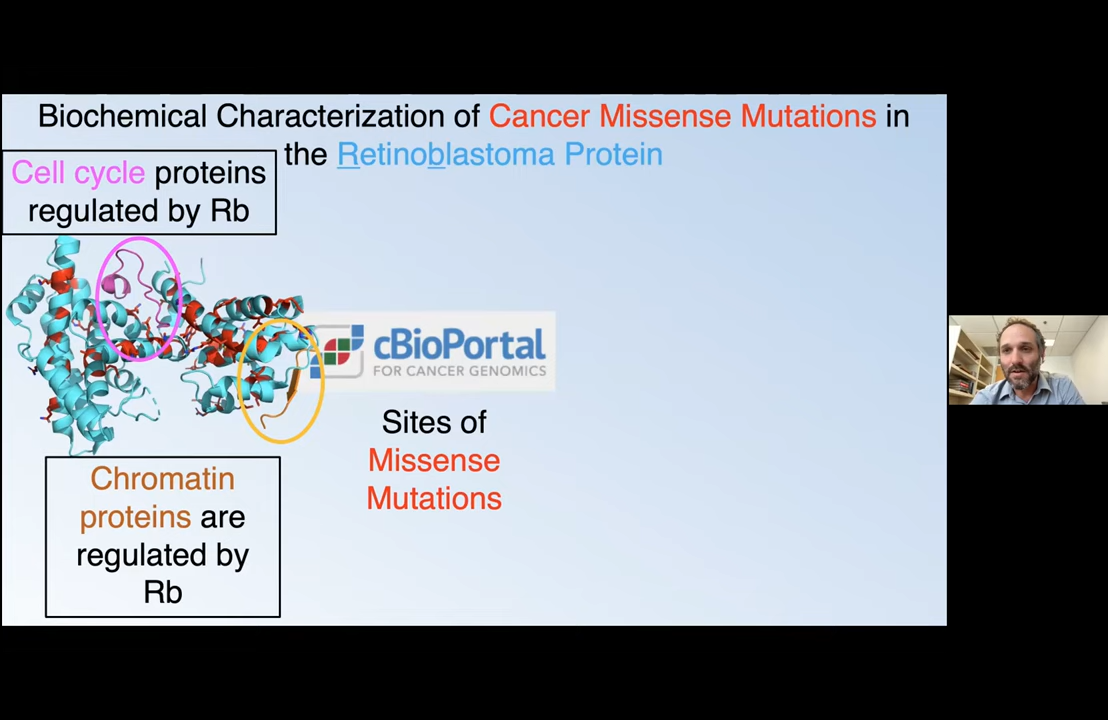 Biochemical Characterization of Cancer Missense Mutations in
the Retinoblastoma Protein
Cell cycle proteins
regulated by Rb
cBioPortal
FOR CANCER GENOMICS
Sites of
Missense
Mutations
Chromatin
proteins are
regulated by
Rb